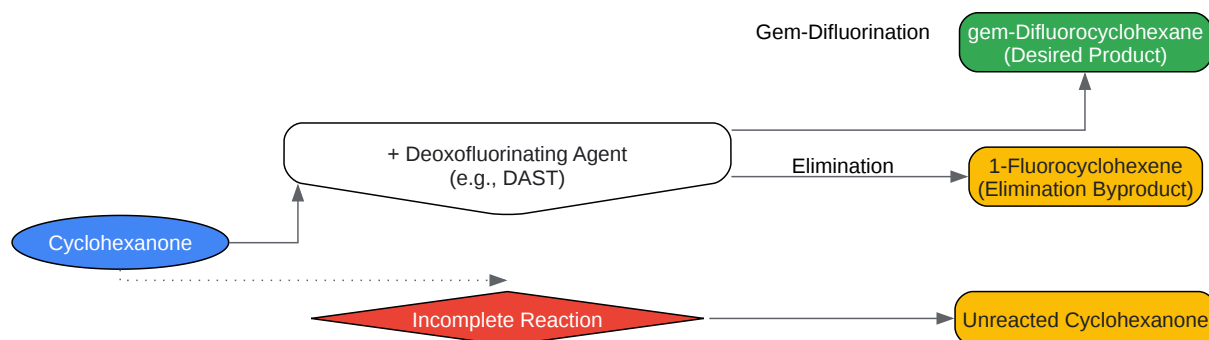 Gem-Difluorination
gem-Difluorocyclohexane
(Desired Product)
+ Deoxofluorinating Agent
(e.g., DAST)
Elimination
1-Fluorocyclohexene
(Elimination Byproduct)
Cyclohexanone
Incomplete Reaction
Unreacted Cyclohexanone